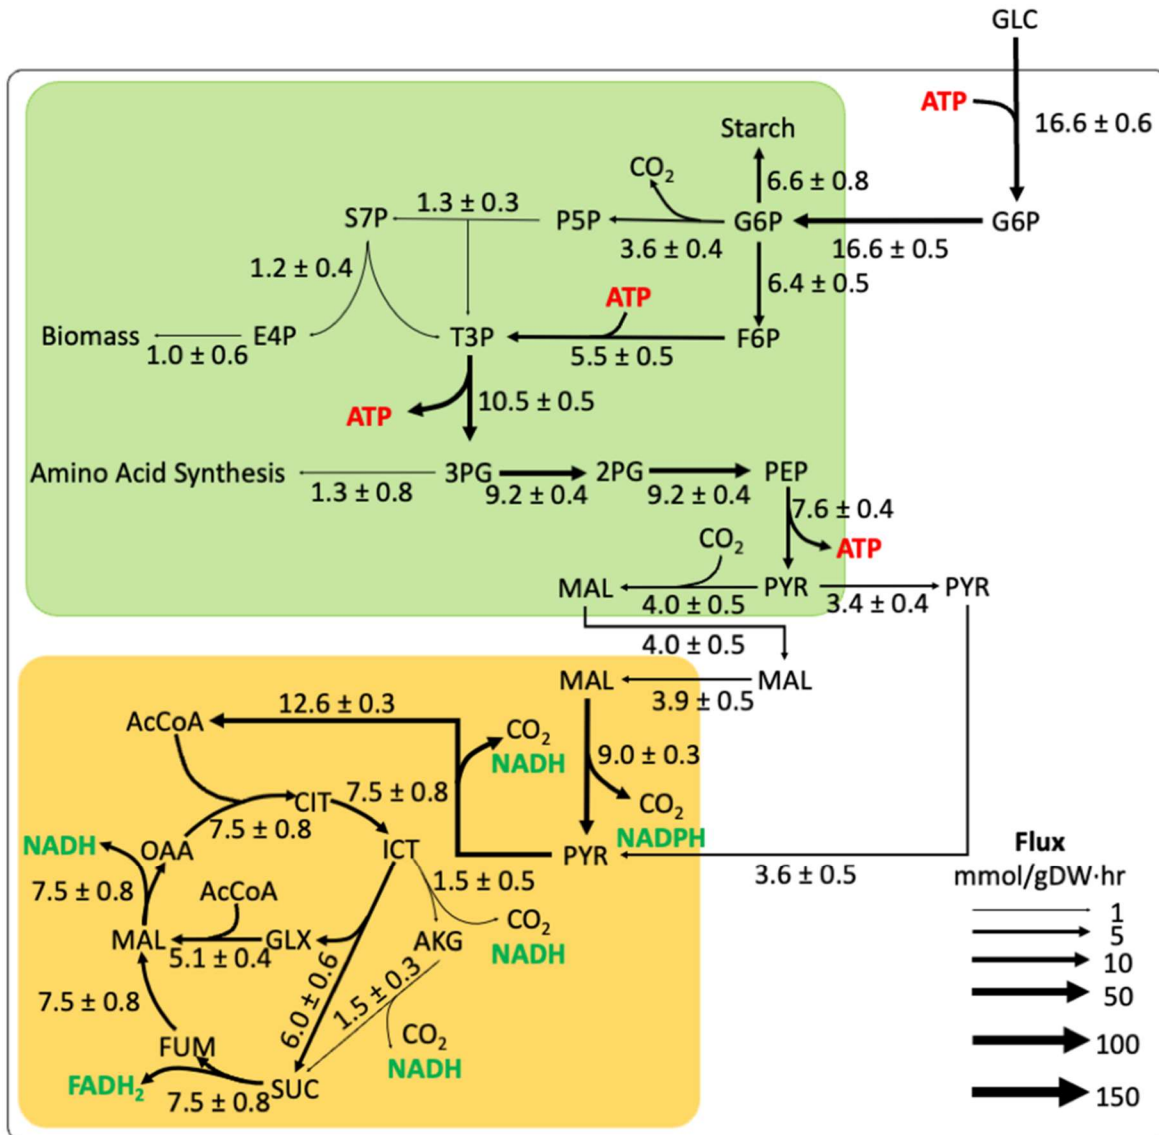 GLC
ATP
16.6 ± 0.6
Starch
CO₂
6.6 ± 0.8
S7P
1.3 ± 0.3
P5P
G6P
G6P
3.6 ± 0.4
16.6 ± 0.5
1.2 ± 0.4
6.4 ± 0.5
ATP
Biomass
E4P
T3P
F6P
1.0 ± 0.6
5.5 ± 0.5
ATP
10.5 ± 0.5
Amino Acid Synthesis
3PG
2PG
PEP
1.3 ± 0.8
9.2 ± 0.4
9.2 ± 0.4
7.6 ± 0.4
CO₂
ATP
MAL
PYR
PYR
4.0 ± 0.5
3.4 ± 0.4
4.0 ± 0.5
MAL
MAL
3.9 ± 0.5
12.6 ± 0.3
AcCoA
CO₂
NADH
9.0 ± 0.3
CO₂
NADPH
CIT
7.5 ± 0.8
7.5 ± 0.8
NADH
OAA
ICT
PYR
7.5 ± 0.8
1.5 ± 0.5
3.6 ± 0.5
AcCoA
CO₂
NADH
MAL
GLX
AKG
5.1 ± 0.4
6.0 ± 0.6
1.5 ± 0.3
7.5 ± 0.8
CO₂
NADH
FUM
FADH₂
SUC
7.5 ± 0.8
Flux
mmol/gDW·hr
1
5
10
50
100
150